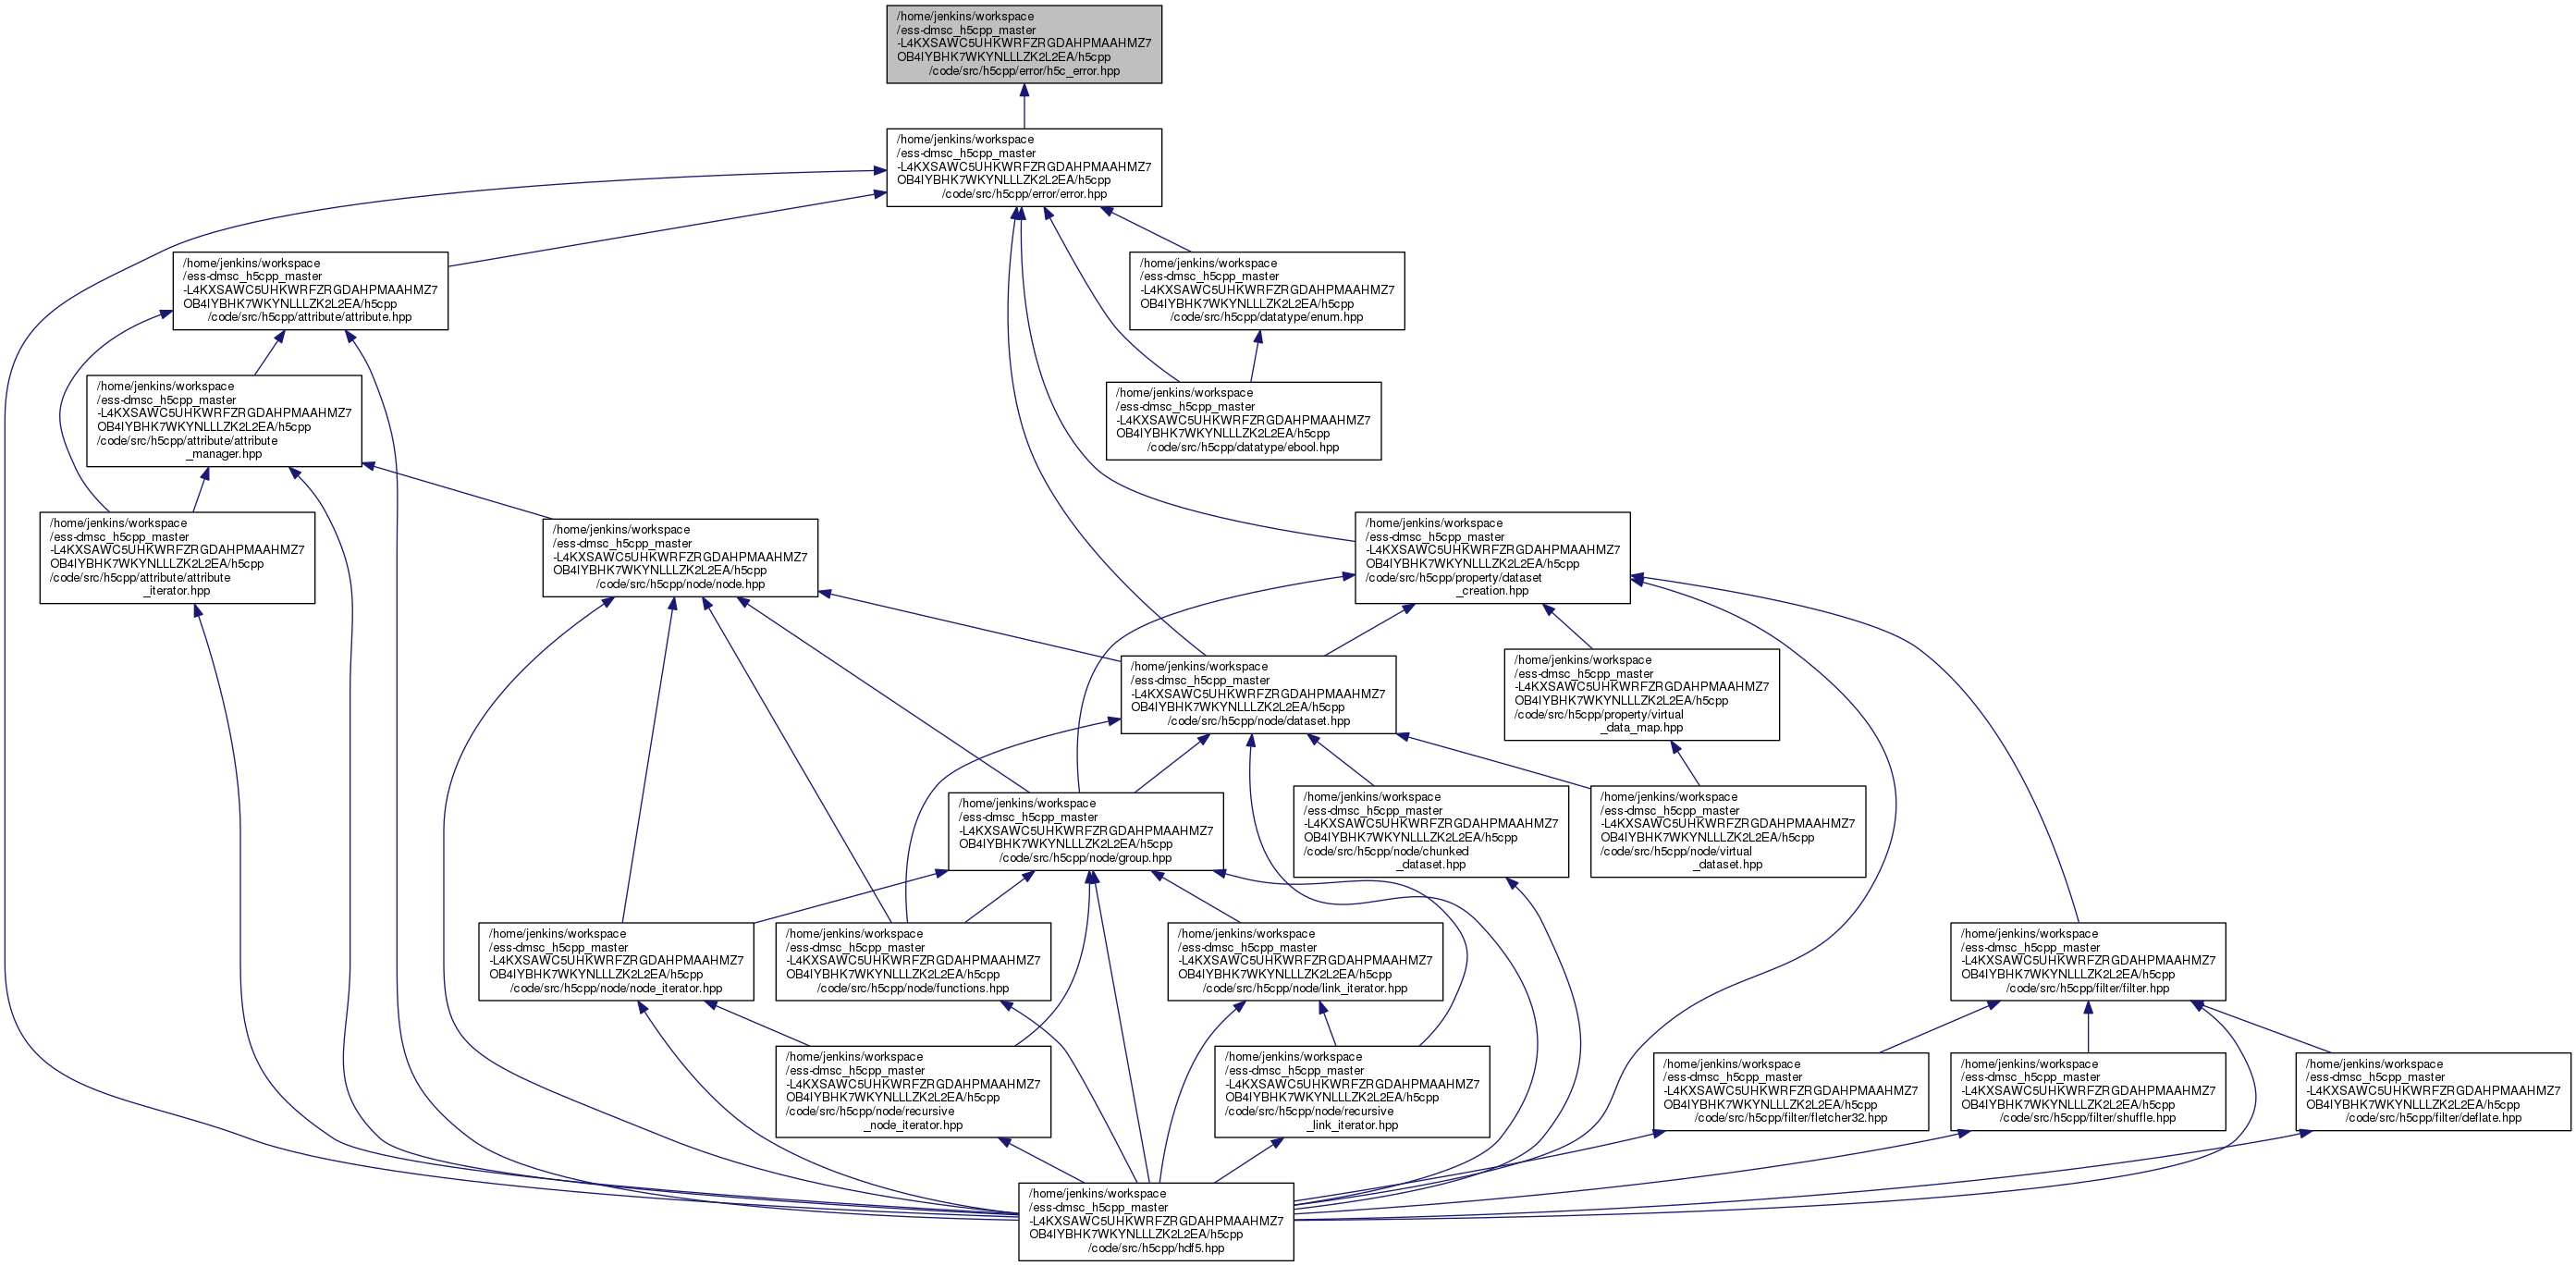 /home/jenkins/workspace
/ess-dmsc_h5cpp_master
-L4KXSAWC5UHKWRFZRGDAHPMAAHMZ7
OB4IYBHK7WKYNLLLZK2L2EA/h5cpp
/code/src/h5cpp/error/h5c_error.hpp
/home/jenkins/workspace
/ess-dmsc_h5cpp_master
-L4KXSAWC5UHKWRFZRGDAHPMAAHMZ7
OB4IYBHK7WKYNLLLZK2L2EA/h5cpp
/code/src/h5cpp/error/error.hpp
/home/jenkins/workspace
/ess-dmsc_h5cpp_master
-L4KXSAWC5UHKWRFZRGDAHPMAAHMZ7
OB4IYBHK7WKYNLLLZK2L2EA/h5cpp
/code/src/h5cpp/attribute/attribute.hpp
/home/jenkins/workspace
/ess-dmsc_h5cpp_master
-L4KXSAWC5UHKWRFZRGDAHPMAAHMZ7
OB4IYBHK7WKYNLLLZK2L2EA/h5cpp
/code/src/h5cpp/datatype/enum.hpp
/home/jenkins/workspace
/ess-dmsc_h5cpp_master
-L4KXSAWC5UHKWRFZRGDAHPMAAHMZ7
OB4IYBHK7WKYNLLLZK2L2EA/h5cpp
/code/src/h5cpp/attribute/attribute
_manager.hpp
/home/jenkins/workspace
/ess-dmsc_h5cpp_master
-L4KXSAWC5UHKWRFZRGDAHPMAAHMZ7
OB4IYBHK7WKYNLLLZK2L2EA/h5cpp
/code/src/h5cpp/datatype/ebool.hpp
/home/jenkins/workspace
/ess-dmsc_h5cpp_master
-L4KXSAWC5UHKWRFZRGDAHPMAAHMZ7
OB4IYBHK7WKYNLLLZK2L2EA/h5cpp
/code/src/h5cpp/attribute/attribute
_iterator.hpp
/home/jenkins/workspace
/ess-dmsc_h5cpp_master
-L4KXSAWC5UHKWRFZRGDAHPMAAHMZ7
OB4IYBHK7WKYNLLLZK2L2EA/h5cpp
/code/src/h5cpp/node/node.hpp
/home/jenkins/workspace
/ess-dmsc_h5cpp_master
-L4KXSAWC5UHKWRFZRGDAHPMAAHMZ7
OB4IYBHK7WKYNLLLZK2L2EA/h5cpp
/code/src/h5cpp/property/dataset
_creation.hpp
/home/jenkins/workspace
/ess-dmsc_h5cpp_master
-L4KXSAWC5UHKWRFZRGDAHPMAAHMZ7
OB4IYBHK7WKYNLLLZK2L2EA/h5cpp
/code/src/h5cpp/node/dataset.hpp
/home/jenkins/workspace
/ess-dmsc_h5cpp_master
-L4KXSAWC5UHKWRFZRGDAHPMAAHMZ7
OB4IYBHK7WKYNLLLZK2L2EA/h5cpp
/code/src/h5cpp/property/virtual
_data_map.hpp
/home/jenkins/workspace
/ess-dmsc_h5cpp_master
-L4KXSAWC5UHKWRFZRGDAHPMAAHMZ7
OB4IYBHK7WKYNLLLZK2L2EA/h5cpp
/code/src/h5cpp/node/group.hpp
/home/jenkins/workspace
/ess-dmsc_h5cpp_master
-L4KXSAWC5UHKWRFZRGDAHPMAAHMZ7
OB4IYBHK7WKYNLLLZK2L2EA/h5cpp
/code/src/h5cpp/node/chunked
_dataset.hpp
/home/jenkins/workspace
/ess-dmsc_h5cpp_master
-L4KXSAWC5UHKWRFZRGDAHPMAAHMZ7
OB4IYBHK7WKYNLLLZK2L2EA/h5cpp
/code/src/h5cpp/node/virtual
_dataset.hpp
/home/jenkins/workspace
/ess-dmsc_h5cpp_master
-L4KXSAWC5UHKWRFZRGDAHPMAAHMZ7
OB4IYBHK7WKYNLLLZK2L2EA/h5cpp
/code/src/h5cpp/node/node_iterator.hpp
/home/jenkins/workspace
/ess-dmsc_h5cpp_master
-L4KXSAWC5UHKWRFZRGDAHPMAAHMZ7
OB4IYBHK7WKYNLLLZK2L2EA/h5cpp
/code/src/h5cpp/node/functions.hpp
/home/jenkins/workspace
/ess-dmsc_h5cpp_master
-L4KXSAWC5UHKWRFZRGDAHPMAAHMZ7
OB4IYBHK7WKYNLLLZK2L2EA/h5cpp
/code/src/h5cpp/node/link_iterator.hpp
/home/jenkins/workspace
/ess-dmsc_h5cpp_master
-L4KXSAWC5UHKWRFZRGDAHPMAAHMZ7
OB4IYBHK7WKYNLLLZK2L2EA/h5cpp
/code/src/h5cpp/filter/filter.hpp
/home/jenkins/workspace
/ess-dmsc_h5cpp_master
-L4KXSAWC5UHKWRFZRGDAHPMAAHMZ7
OB4IYBHK7WKYNLLLZK2L2EA/h5cpp
/code/src/h5cpp/node/recursive
_node_iterator.hpp
/home/jenkins/workspace
/ess-dmsc_h5cpp_master
-L4KXSAWC5UHKWRFZRGDAHPMAAHMZ7
OB4IYBHK7WKYNLLLZK2L2EA/h5cpp
/code/src/h5cpp/node/recursive
_link_iterator.hpp
/home/jenkins/workspace
/ess-dmsc_h5cpp_master
-L4KXSAWC5UHKWRFZRGDAHPMAAHMZ7
OB4IYBHK7WKYNLLLZK2L2EA/h5cpp
/code/src/h5cpp/filter/fletcher32.hpp
/home/jenkins/workspace
/ess-dmsc_h5cpp_master
-L4KXSAWC5UHKWRFZRGDAHPMAAHMZ7
OB4IYBHK7WKYNLLLZK2L2EA/h5cpp
/code/src/h5cpp/filter/shuffle.hpp
/home/jenkins/workspace
/ess-dmsc_h5cpp_master
-L4KXSAWC5UHKWRFZRGDAHPMAAHMZ7
OB4IYBHK7WKYNLLLZK2L2EA/h5cpp
/code/src/h5cpp/filter/deflate.hpp
/home/jenkins/workspace
/ess-dmsc_h5cpp_master
-L4KXSAWC5UHKWRFZRGDAHPMAAHMZ7
OB4IYBHK7WKYNLLLZK2L2EA/h5cpp
/code/src/h5cpp/hdf5.hpp